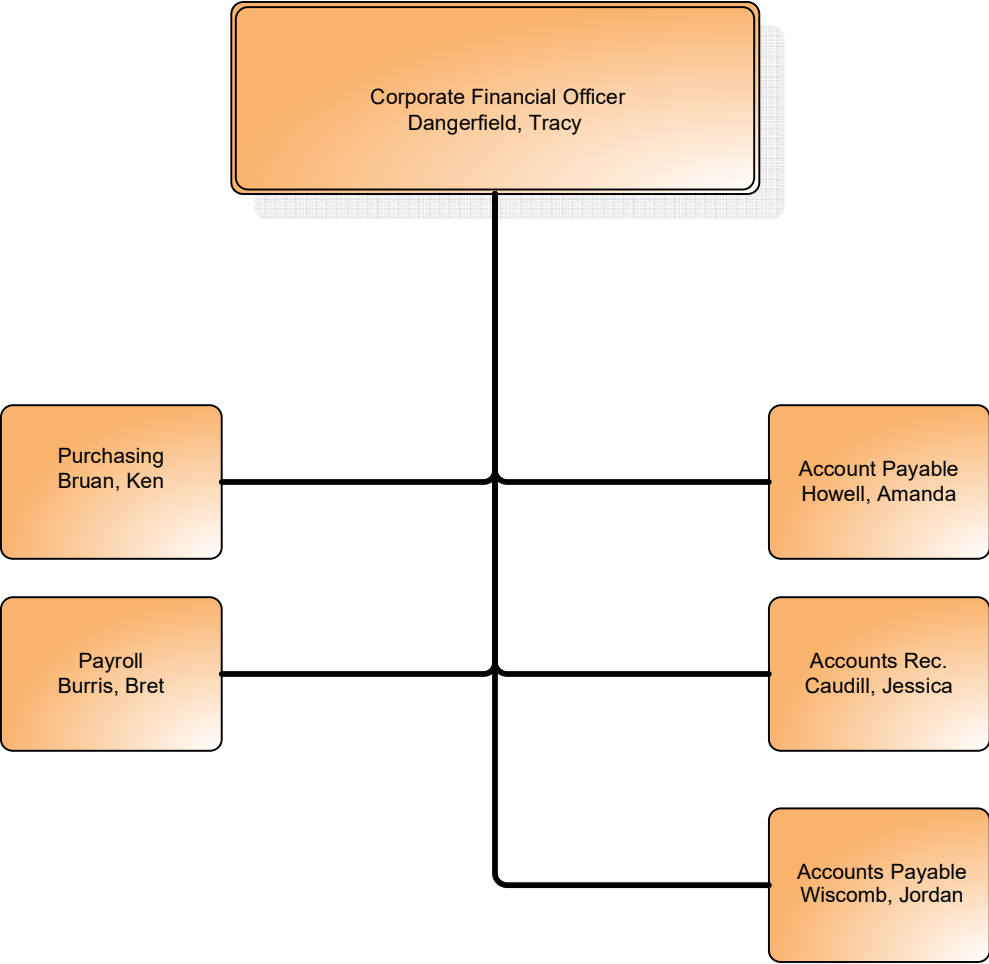 Corporate Financial Officer
Dangerfield, Tracy
Purchasing
Bruan, Ken
Account Payable
Howell, Amanda
Payroll
Burris, Bret
Accounts Rec.
Caudill, Jessica
Accounts Payable
Wiscomb, Jordan